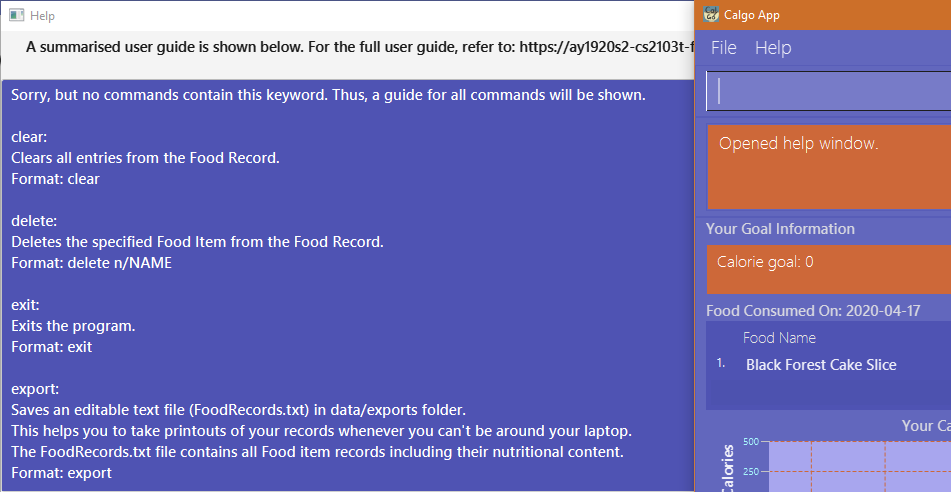 Help
A summarised user guide is shown below. For the full user guide, refer to: https://ay1920s2-cs2103t-f
Sorry, but no commands contain this keyword. Thus, a guide for all commands will be shown.
clear:
Clears all entries from the Food Record.
Format: clear
delete:
Deletes the specified Food Item from the Food Record.
Format: delete n/NAME
exit:
Exits the program.
Format: exit
export:
Saves an editable text file (FoodRecords.txt) in data/exports folder.
This helps you to take printouts of your records whenever you can't be around your laptop.
The FoodRecords.txt file contains all Food item records including their nutritional content.
Format: export
Calgo App
File Help
Opened help window.
Your Goal Information
Calorie goal: 0
Food Consumed On: 2020-04-17
Food Name
1. Black Forest Cake Slice
Your Ca
500
250
Calories